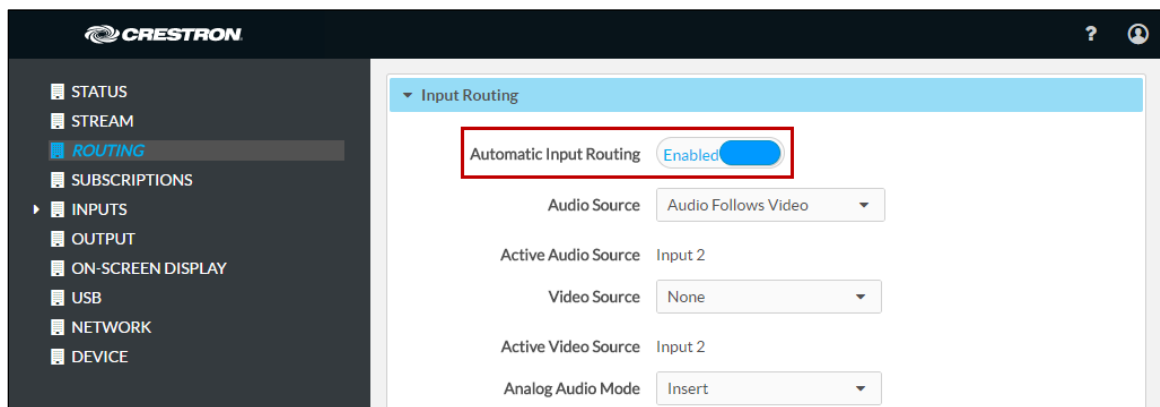 CRESTRON
?
STATUS
STREAM
ROUTING
SUBSCRIPTIONS
INPUTS
OUTPUT
ON-SCREEN DISPLAY
USB
NETWORK
DEVICE
Input Routing
Automatic Input Routing Enabled
Audio Source Audio Follows Video
Active Audio Source Input 2
Video Source None
Active Video Source Input 2
Analog Audio Mode Insert